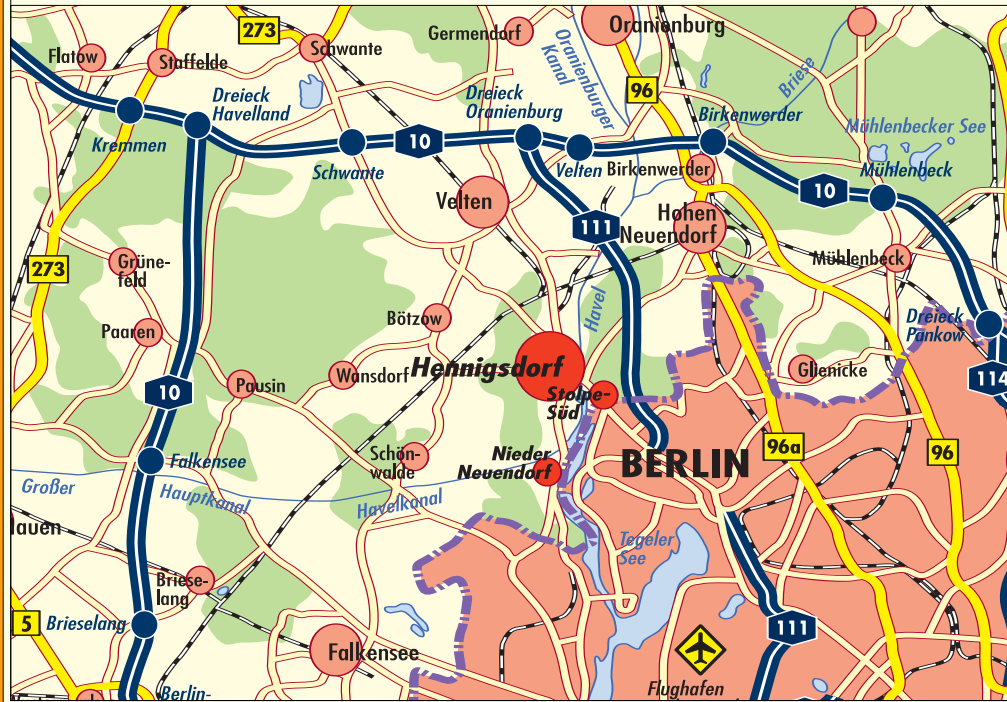 273
Germendorf
Oranienburg
Flatow
Staffelde
Schwante
Oranienburger
Kanal
Briese
96
Dreieck
Havelland
Dreieck
Oranienburg
Birkenwerder
Kremmen
10
Mühlenbecker See
Schwante
Velten
Birkenwerder
Mühlenbeck
10
Velten
111
Hohen
Neuendorf
273
Grüne-
feld
Mühlenbeck
Havel
Paaren
Bötzow
Dreieck
Pankow
10
Pausin
Wansdorf
Hennigsdorf
Glienicke
114
Stolpe-
Süd
Falkensee
Schön-
walde
Nieder
Neuendorf
BERLIN
96a
96
Großer
Hauptkanal
Havelkanal
lauen
Tegeler
See
Briese-
lang
5
Brieselang
Falkensee
111
Flughafen
Berlin-